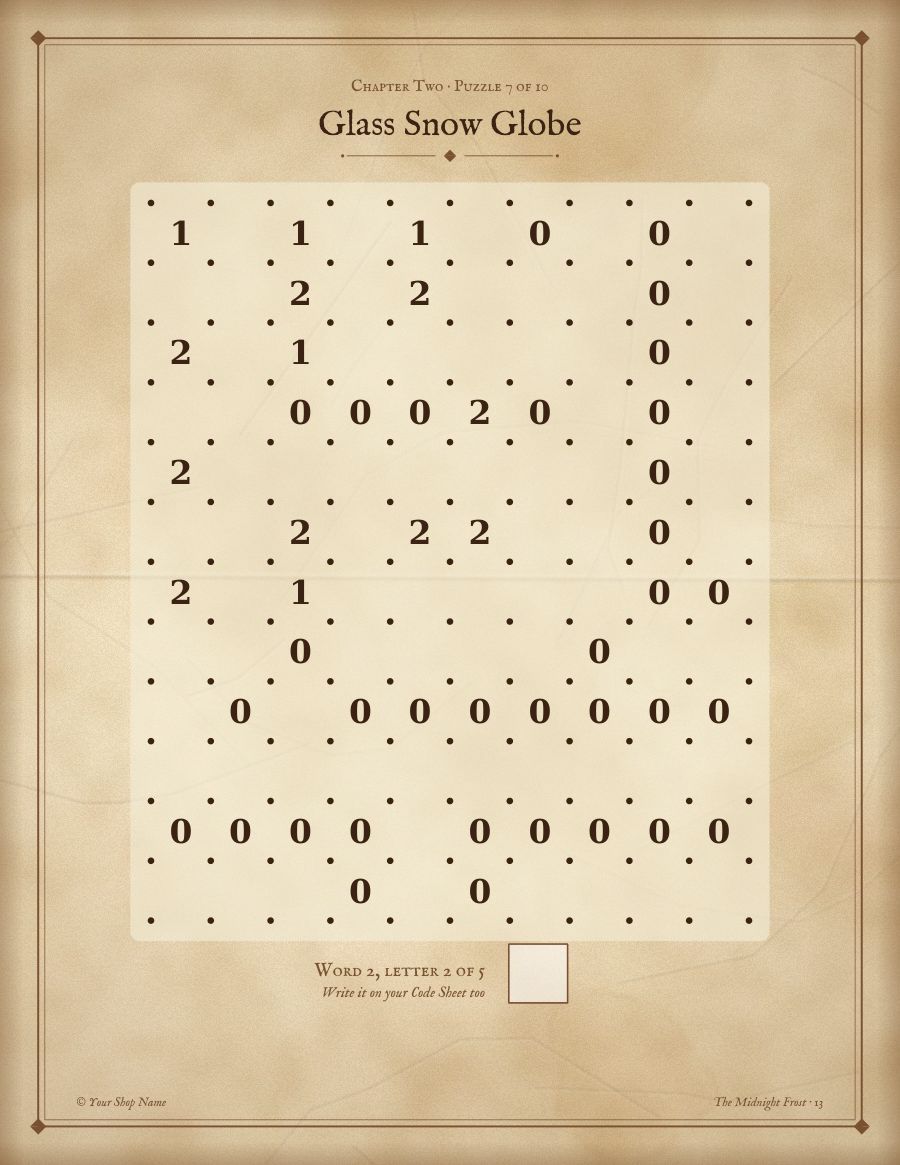 Chapter Two · Puzzle 7 of 10
Glass Snow Globe
1 1 1 0 0
2 2 0
2 1 0
0 0 0 2 0 0
2 0
2 2 2 0
2 1 0 0
0 0
0 0 0 0 0 0 0 0
0 0 0 0 0 0 0 0 0
0 0
Word 2, letter 2 of 5
Write it on your Code Sheet too
© Your Shop Name
The Midnight Frost · 13